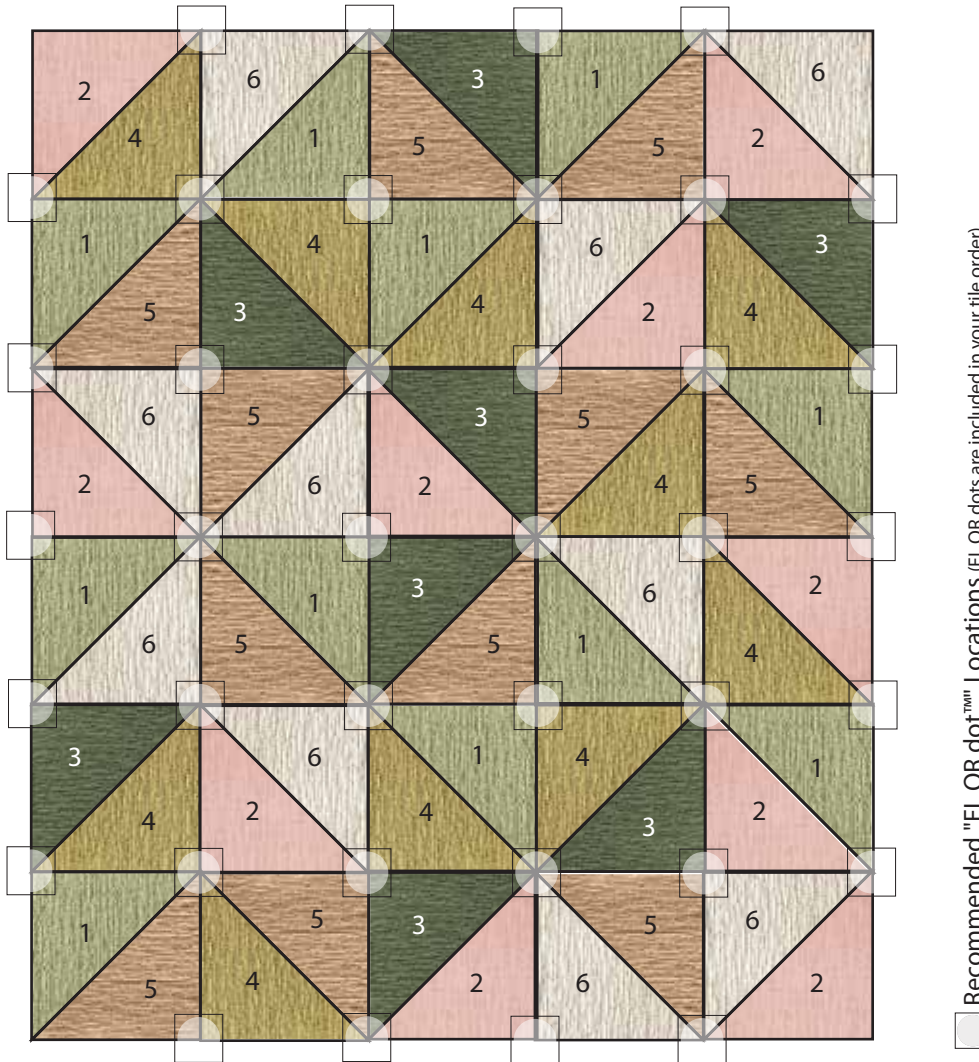 2 6 3 1 6
4 1 5 5 2
1 4 1 6 3
5 3 4 2 4
6 5 6 3 5 1
2 6 2 4 5
1 1 3 6 2
6 5 5 1 4
3 6 1 4 1
4 2 4 3 2
1 5 3 5 6
5 4 2 6 2
Recommended "FLOR dot™" Locations (FLOR dots are included in your tile order)